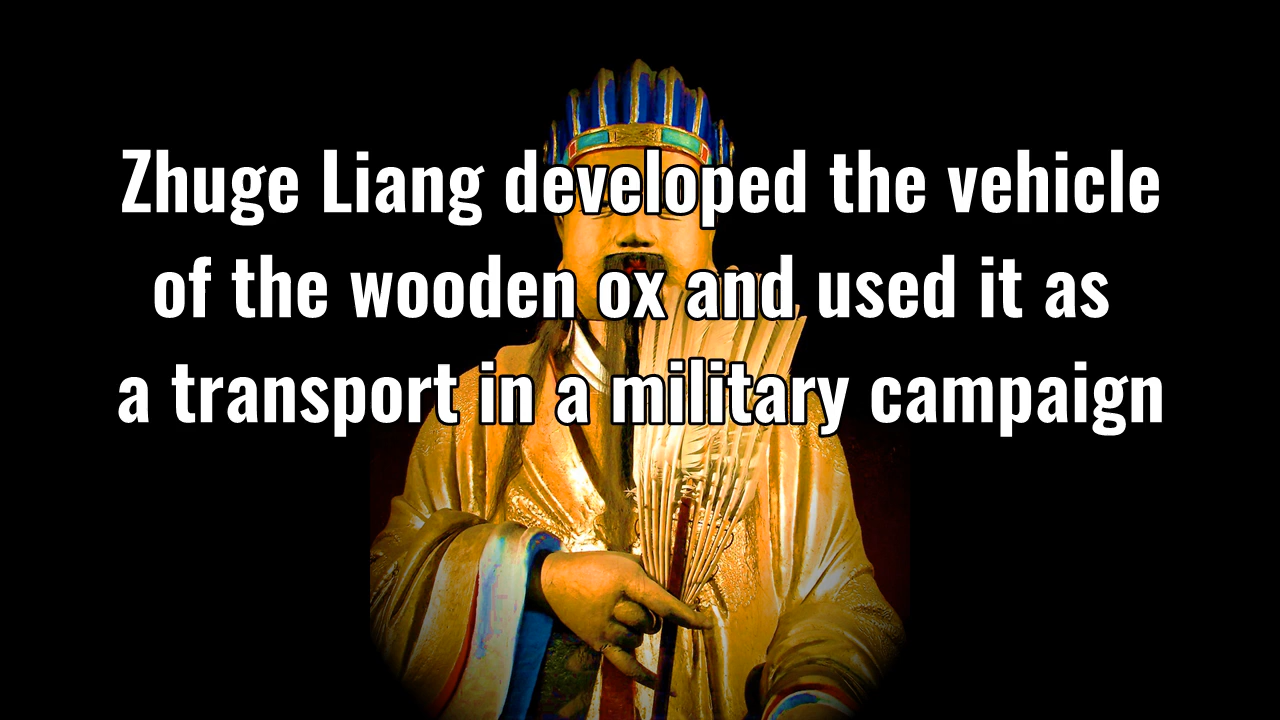 Zhuge Liang developed the vehicle
of the wooden ox and used it as
a transport in a military campaign